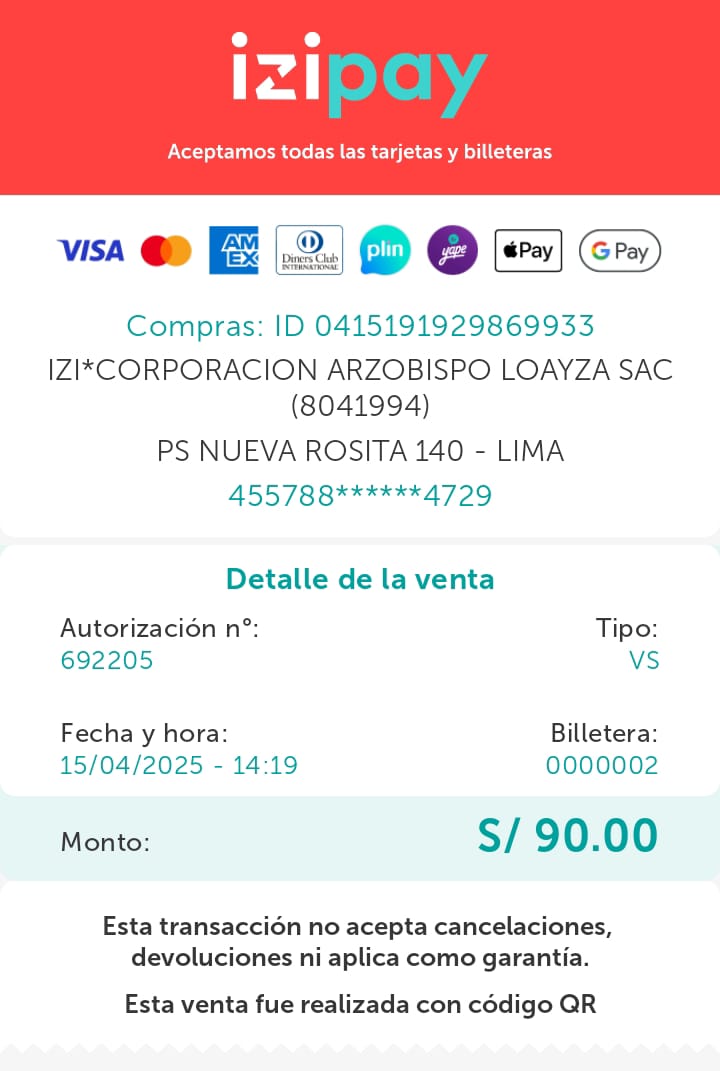 izipay
Aceptamos todas las tarjetas y billeteras
VISA AMEX Diners Club INTERNATIONAL plin yape Pay G Pay
Compras: ID 0415191929869933
IZI*CORPORACION ARZOBISPO LOAYZA SAC
(8041994)
PS NUEVA ROSITA 140 - LIMA
455788******4729
Detalle de la venta
Autorización n°: Tipo:
692205 VS
Fecha y hora: Billetera:
15/04/2025 - 14:19 0000002
Monto: S/ 90.00
Esta transacción no acepta cancelaciones,
devoluciones ni aplica como garantía.
Esta venta fue realizada con código QR